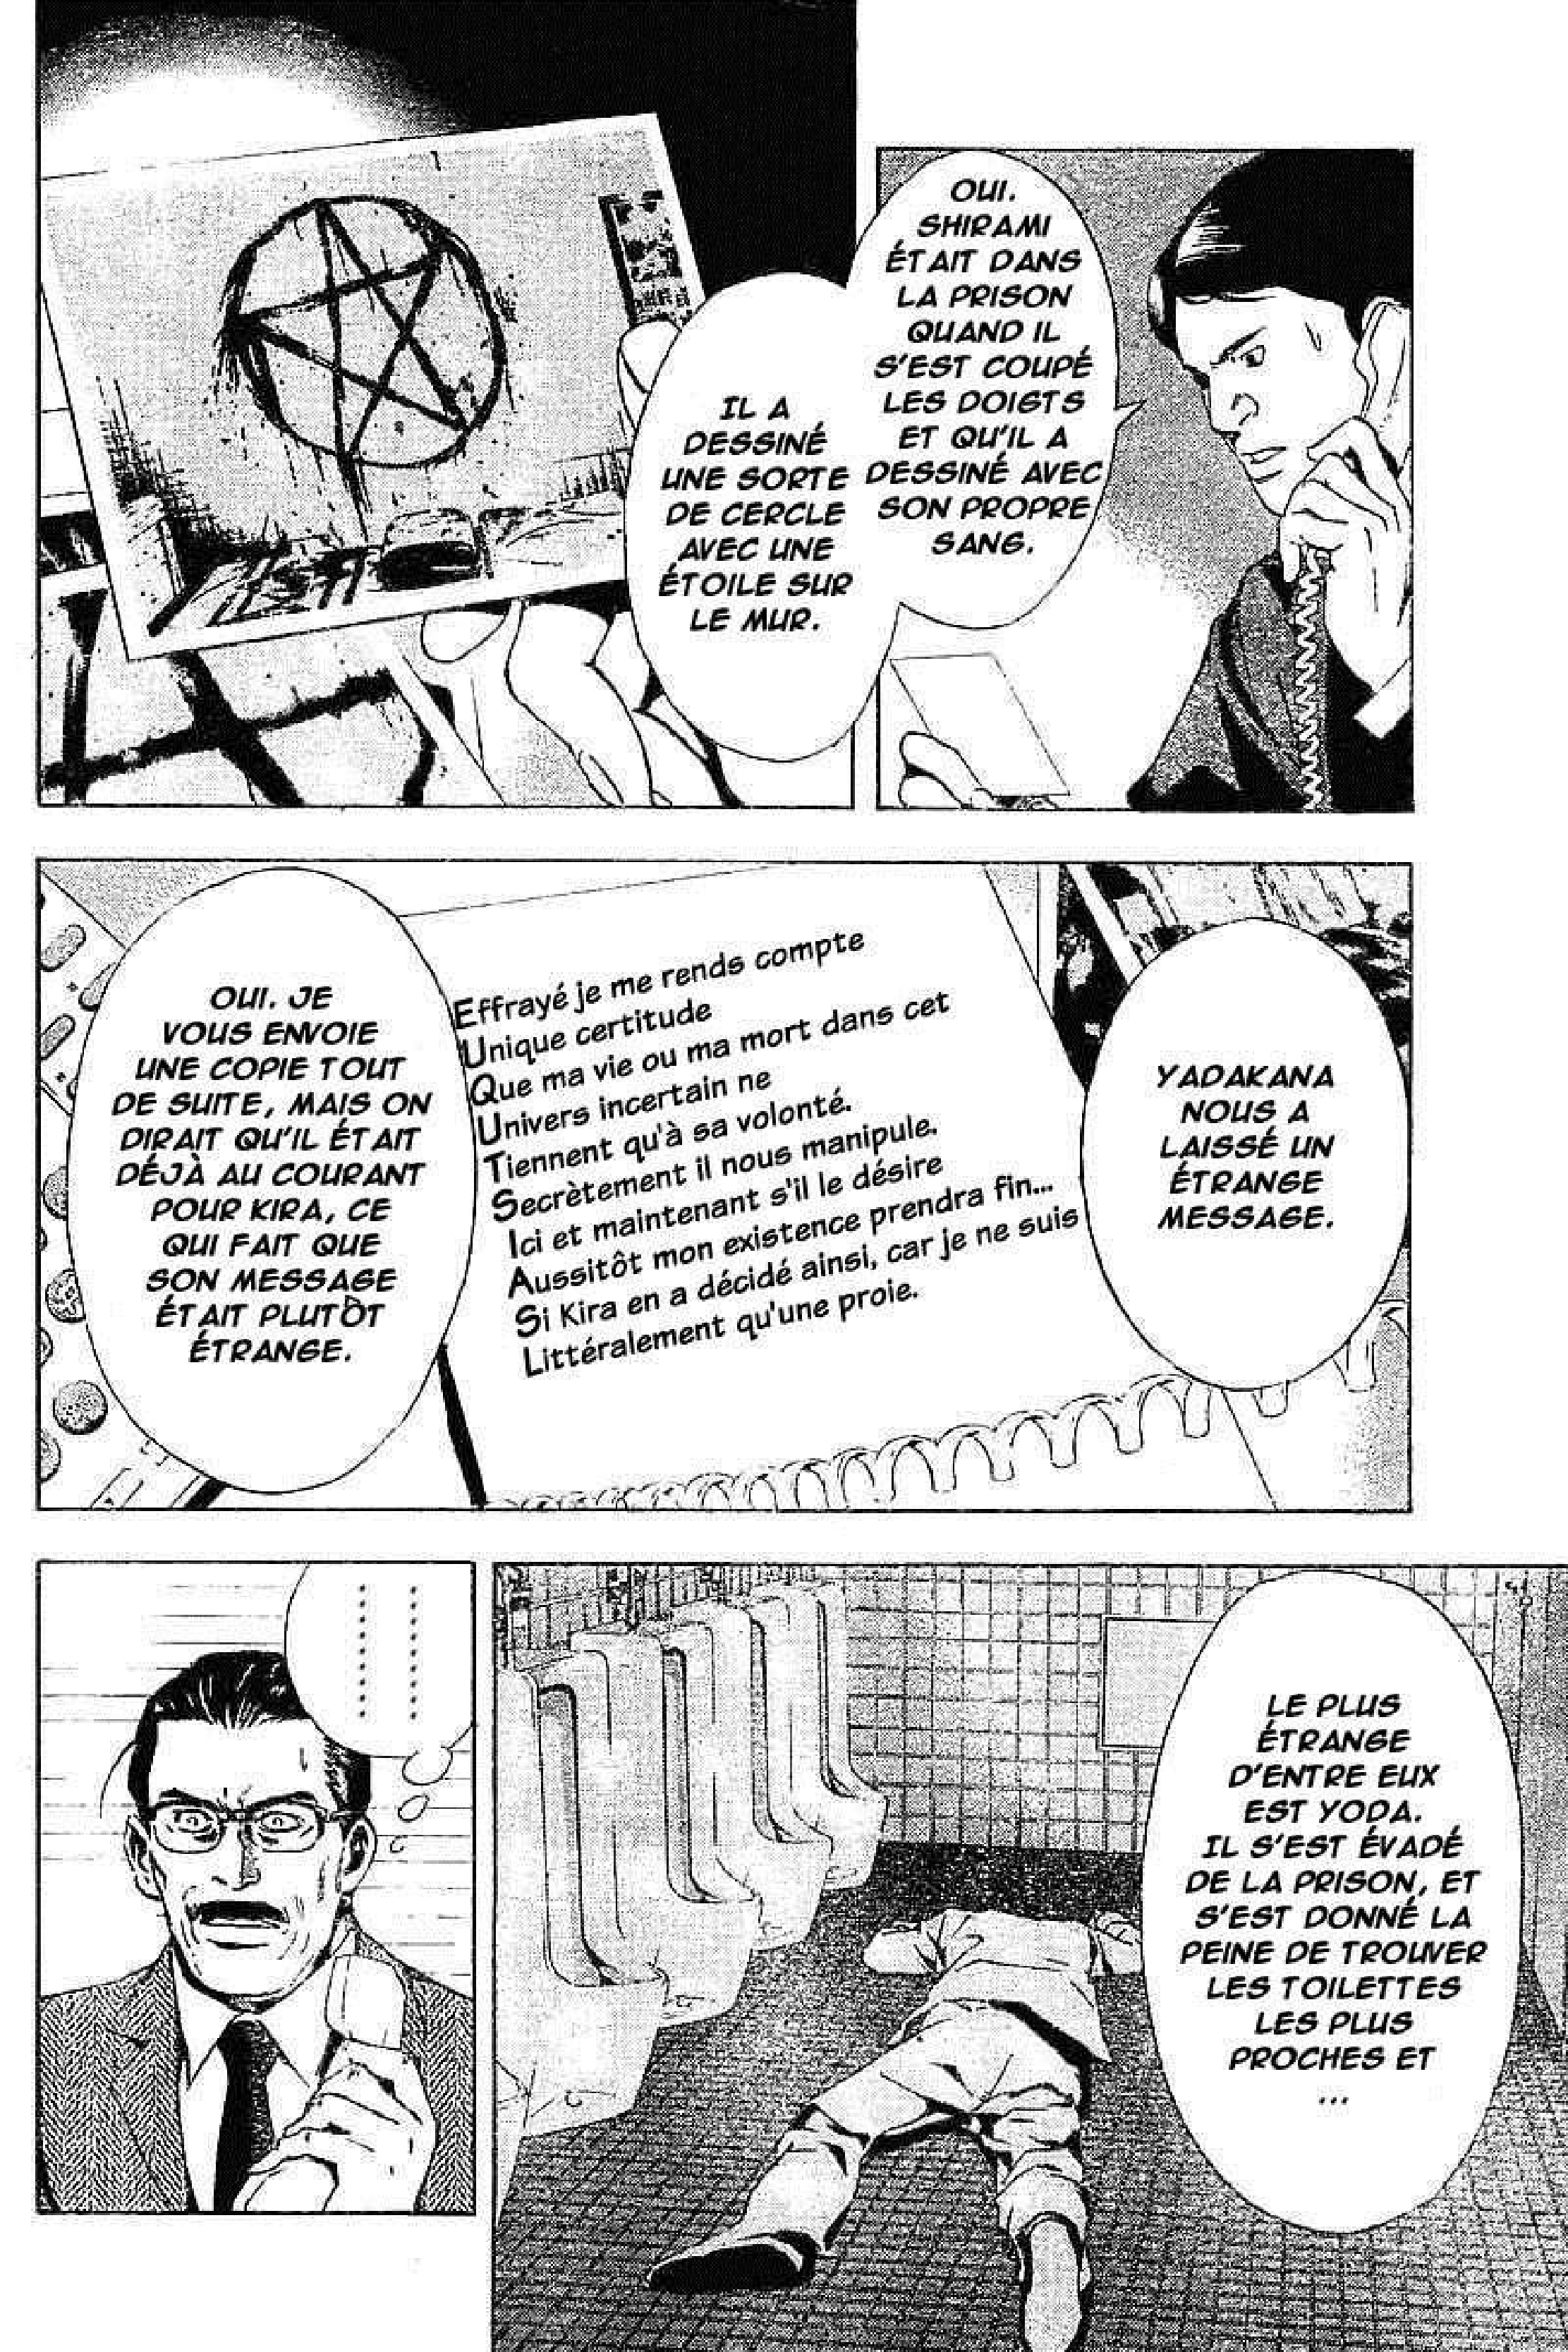 OUI.
SHIRAMI
ÉTAIT DANS
LA PRISON
QUAND IL
S'EST COUPÉ
LES DOIGTS
ET QU'IL A
DESSINÉ AVEC
SON PROPRE
SANG.
IL A
DESSINÉ
UNE SORTE
DE CERCLE
AVEC UNE
ÉTOILE SUR
LE MUR.
YADAKANA
NOUS A
LAISSÉ UN
ÉTRANGE
MESSAGE.
Effrayé je me rends compte
Unique certitude
Que ma vie ou ma mort dans cet
Univers incertain ne
Tiennent qu'à sa volonté.
Secrètement il nous manipule.
Ici et maintenant s'il le désire
Aussitôt mon existence prendra fin...
Si Kira en a décidé ainsi, car je ne suis
Littéralement qu'une proie.
OUI. JE
VOUS ENVOIE
UNE COPIE TOUT
DE SUITE, MAIS ON
DIRAIT QU'IL ÉTAIT
DÉJÀ AU COURANT
POUR KIRA, CE
QUI FAIT QUE
SON MESSAGE
ÉTAIT PLUTÒT
ÉTRANGE.
LE PLUS
ÉTRANGE
D'ENTRE EUX
EST YODA.
IL S'EST ÉVADÉ
DE LA PRISON, ET
S'EST DONNÉ LA
PEINE DE TROUVER
LES TOILETTES
LES PLUS
PROCHES ET
...